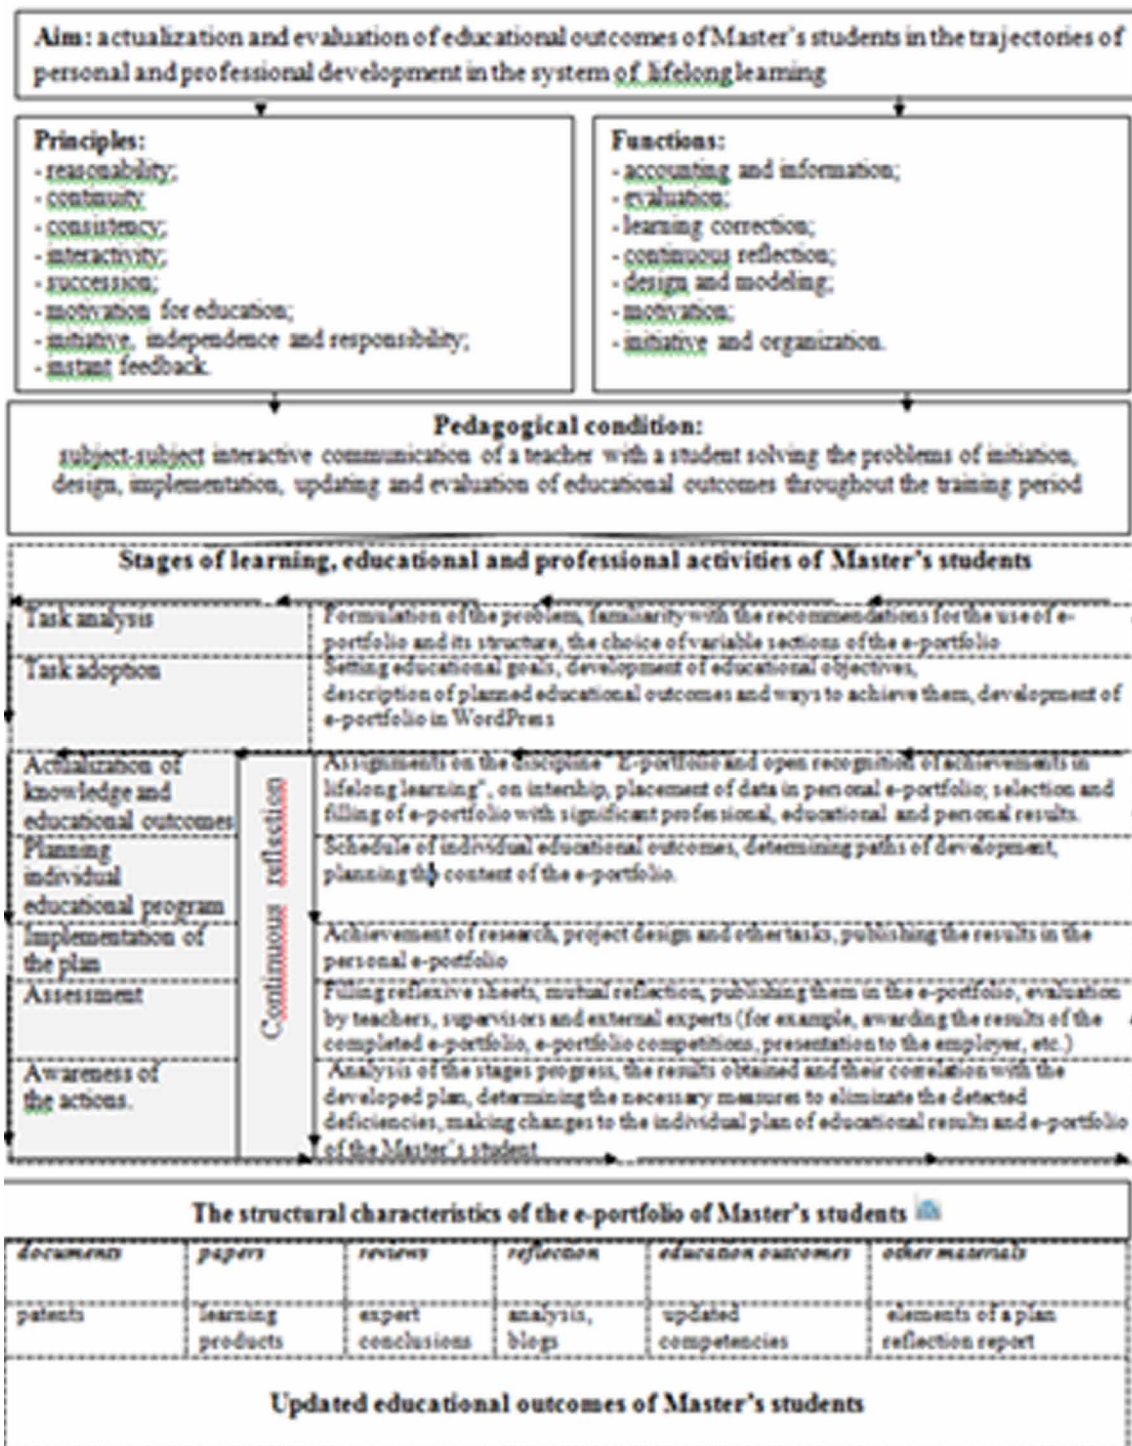 Aim: actualization and evaluation of educational outcomes of Master's students in the trajectories of
personal and professional development in the system of lifelong learning
Principles:
- reasonability;
- continuity
- consistency;
- interactivity;
- succession;
- motivation for education;
- initiative, independence and responsibility;
- instant feedback.
Functions:
- accounting and information;
- evaluation;
- learning correction;
- continuous reflection;
- design and modeling;
- motivation;
- initiative and organization.
Pedagogical condition:
subject-subject interactive communication of a teacher with a student solving the problems of initiation,
design, implementation, updating and evaluation of educational outcomes throughout the training period
Stages of learning, educational and professional activities of Master's students
Task analysis
Formulation of the problem, familiarity with the recommendations for the use of e-
portfolio and its structure, the choice of variable sections of the e-portfolio
Task adoption
Setting educational goals, development of educational objectives,
description of planned educational outcomes and ways to achieve them, development of
e-portfolio in WordPress
Actualization of
knowledge and
educational outcomes
Continuous reflection
Assignments on the discipline " E-portfolio and open recognition of achievements in
lifelong learning", on intenship, placement of data in personal e-portfolio; selection and
filling of e-portfolio with significant professional, educational and personal results.
Planning
individual
educational program
Schedule of individual educational outcomes, determining paths of development,
planning the content of the e-portfolio.
Implementation of
the plan
Achievement of research, project design and other tasks, publishing the results in the
personal e-portfolio
Assessment
Filling reflexive sheets, mutual reflection, publishing them in the e-portfolio, evaluation
by teachers, supervisors and external experts (for example, awarding the results of the
completed e-portfolio, e-portfolio competitions, presentation to the employer, etc.)
Awareness of
the actions.
Analysis of the stages progress, the results obtained and their correlation with the
developed plan, determining the necessary measures to eliminate the detected
deficiencies, making changes to the individual plan of educational results and e-portfolio
of the Master's student
The structural characteristics of the e-portfolio of Master's students
documents papers reviews reflection education outcomes other materials
patents learning expert analysis, updated elements of a plan
products conclusions blogs competencies reflection report
Updated educational outcomes of Master's students